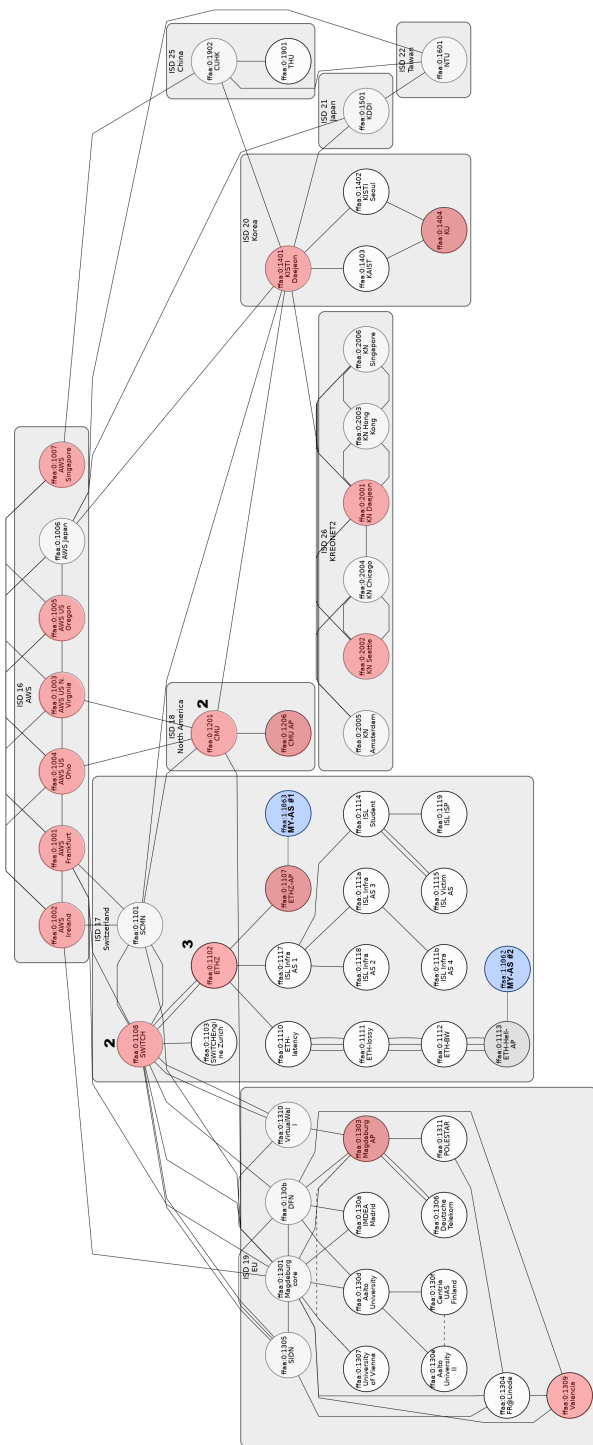 ISD 25
China
ffaa:0:1902
CUHK
ffaa:0:1901
THU
ISD 22
Taiwan
ffaa:0:1601
NTU
ISD 21
Japan
ffaa:0:1501
KDDI
ISD 20
Korea
ffaa:0:1401
KISTI
Daejeon
ffaa:0:1402
KISTI
Seoul
ffaa:0:1403
KAIST
ffaa:0:1404
KU
ISD 26
KREONET2
ffaa:0:2006
KN
Singapore
ffaa:0:2003
KN Hong
Kong
ffaa:0:2001
KN Daejeon
ffaa:0:2004
KN Chicago
ffaa:0:2002
KN Seattle
ffaa:0:2005
KN
Amsterdam
ISD 16
AWS
ffaa:0:1007
AWS
Singapore
ffaa:0:1006
AWS Japan
ffaa:0:1005
AWS US
Oregon
ffaa:0:1003
AWS US N.
Virginia
ffaa:0:1004
AWS US
Ohio
ffaa:0:1001
AWS
Frankfurt
ffaa:0:1002
AWS
Ireland
ISD 18
North America
2
ffaa:0:1201
CMU
ffaa:0:1206
CMU AP
ISD 17
Switzerland
ffaa:0:1101
SCMN
2
ffaa:0:1108
SWITCH
3
ffaa:0:1102
ETHZ
ffaa:0:1103
SWITCHEngi
ne Zurich
ffaa:1:1063
MY-AS #1
ffaa:0:1107
ETHZ-AP
ffaa:0:1117
ISL Infra
AS 1
ffaa:0:1110
ETH-
latency
ffaa:0:1114
ISL
Student
ffaa:0:111a
ISL Infra
AS 3
ffaa:0:1118
ISL Infra
AS 2
ffaa:0:1111
ETH-lossy
ffaa:0:1119
ISL ISP
ffaa:0:1115
ISL Victim
AS
ffaa:0:111b
ISL Infra
AS 4
ffaa:0:1112
ETH-BW
ffaa:1:1062
MY-AS #2
ffaa:0:1113
ETH-Hell-
AP
ISD 19
EU
ffaa:0:1310
VirtualWal
l
ffaa:0:130b
DFN
ffaa:0:1301
Magdeburg
core
ffaa:0:1305
SIDN
ffaa:0:1303
Magdeburg
AP
ffaa:0:130a
IMDEA
Madrid
ffaa:0:130d
Aalto
University
ffaa:0:1307
University
of Vienna
ffaa:0:1311
POLESTAR
ffaa:0:1306
Deutsche
Telekom
ffaa:0:130f
Centria
UAS
Finland
ffaa:0:130e
Aalto
University
II
ffaa:0:1304
FR@Linode
ffaa:0:1309
Valencia